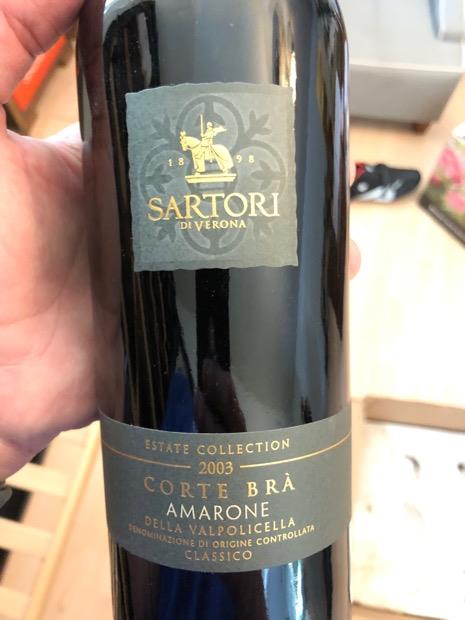 18 98
SARTORI
DI VERONA
ESTATE COLLECTION
2003
CORTE BRÀ
AMARONE
DELLA VALPOLICELLA
DENOMINAZIONE DI ORIGINE CONTROLLATA
CLASSICO